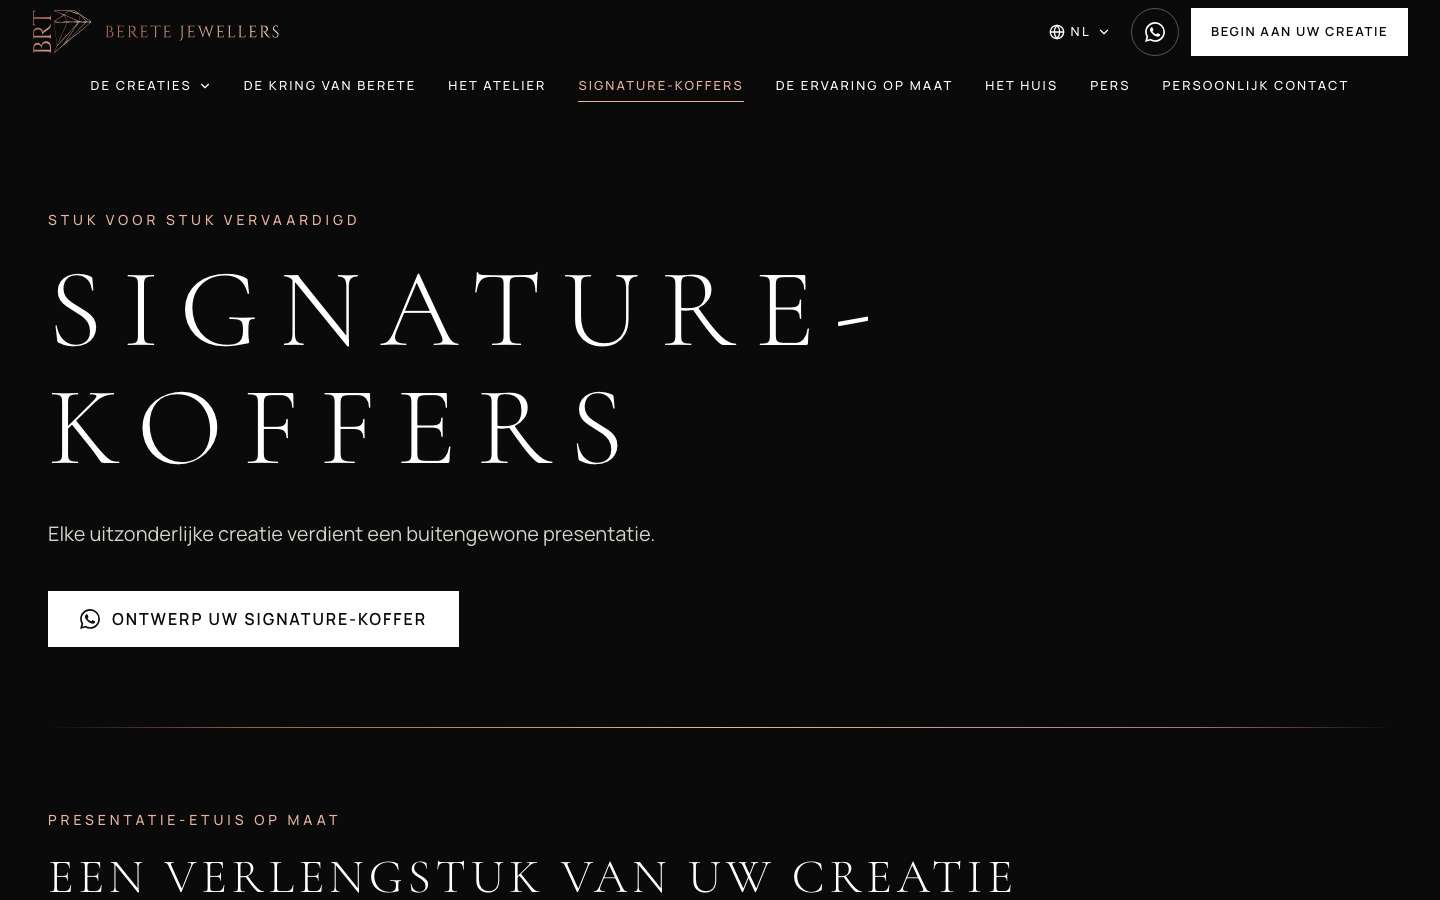 BRT
BERETE JEWELLERS
NL
BEGIN AAN UW CREATIE
DE CREATIES
DE KRING VAN BERETE
HET ATELIER
SIGNATURE-KOFFERS
DE ERVARING OP MAAT
HET HUIS
PERS
PERSOONLIJK CONTACT
STUK VOOR STUK VERVAARDIGD
SIGNATURE-
KOFFERS
Elke uitzonderlijke creatie verdient een buitengewone presentatie.
ONTWERP UW SIGNATURE-KOFFER
PRESENTATIE-ETUIS OP MAAT
EEN VERLENGSTUK VAN UW CREATIE